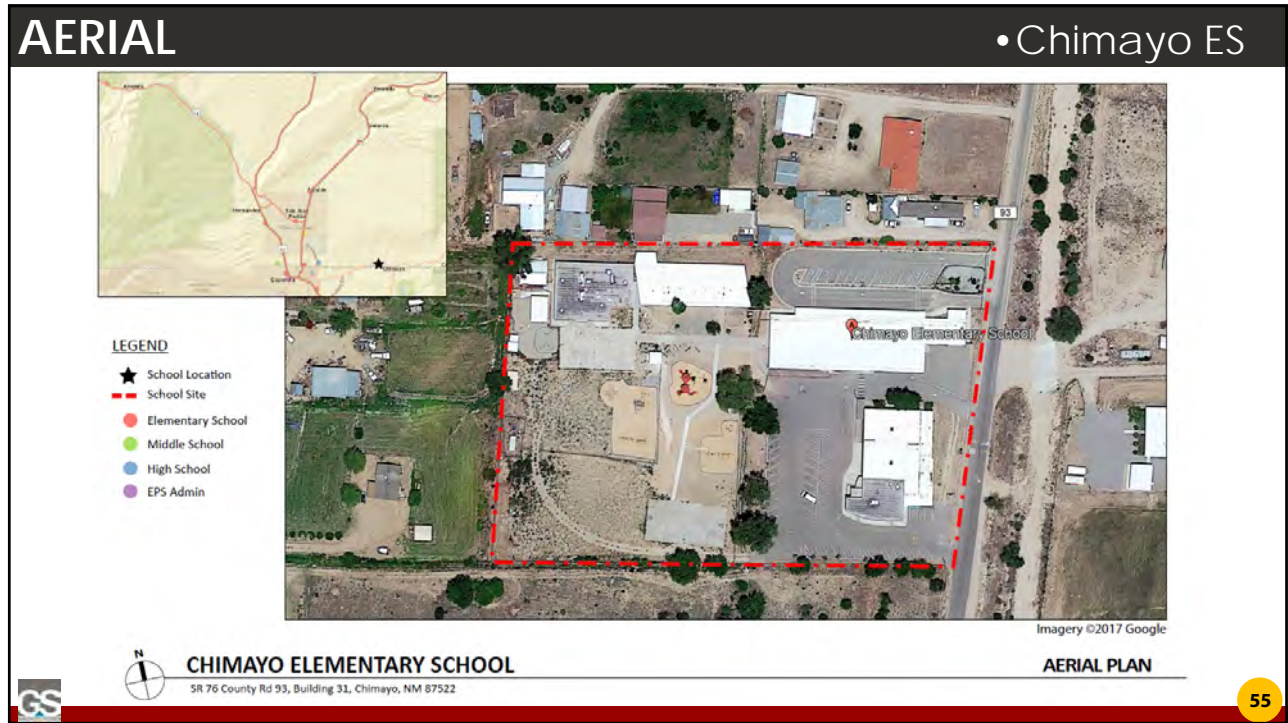 AERIAL
•Chimayo ES
Hernandez
Española
93
Chimayo Elementary School
LEGEND
School Location
School Site
Elementary School
Middle School
High School
EPS Admin
Imagery ©2017 Google
N
CHIMAYO ELEMENTARY SCHOOL
AERIAL PLAN
SR 76 County Rd 93, Building 31, Chimayo, NM 87522
GS
55